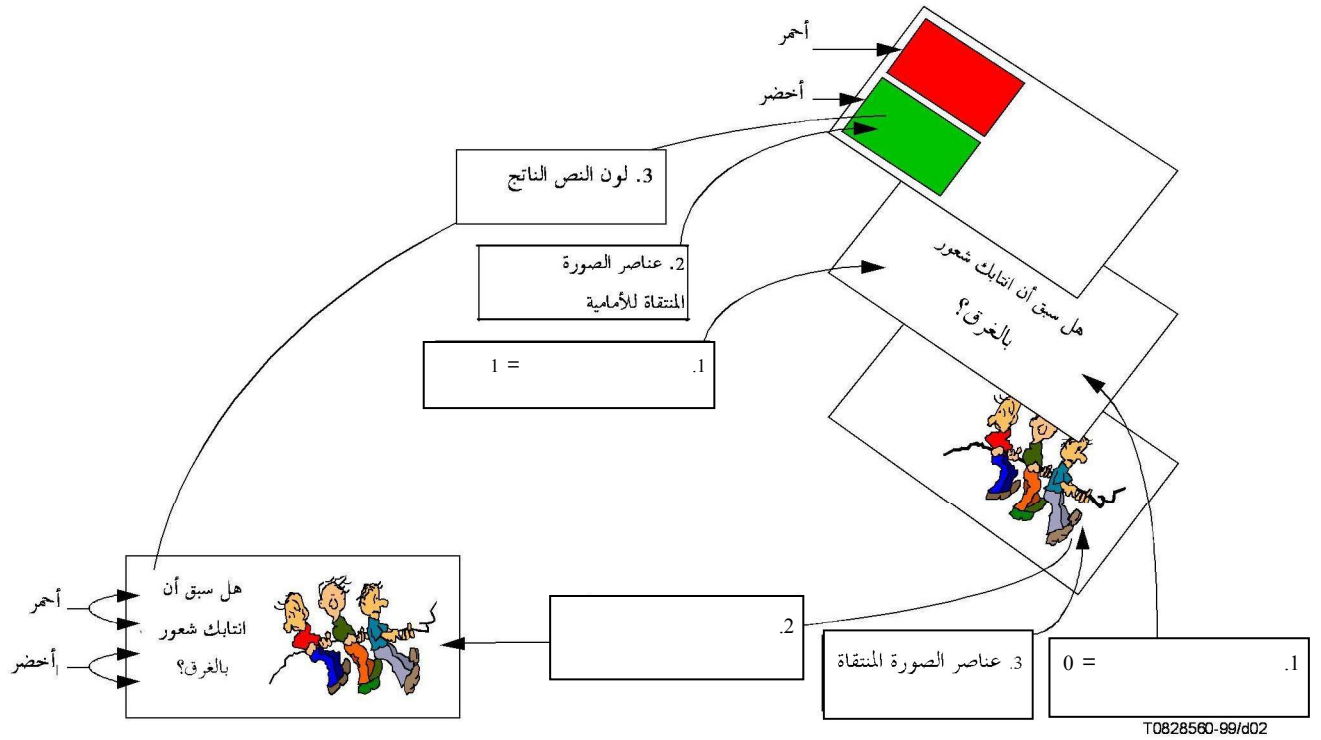 أحمر
أخضر
3. لون النص الناتج
2. عناصر الصورة
المنتقاة للأمامية
هل سبق أن انتابك شعور
بالغرق؟
1. = 1
هل سبق أن
انتابك شعور
بالغرق؟
أحمر
أخضر
2.
3. عناصر الصورة المنتقاة
1. = 0
T0828560-99/d02